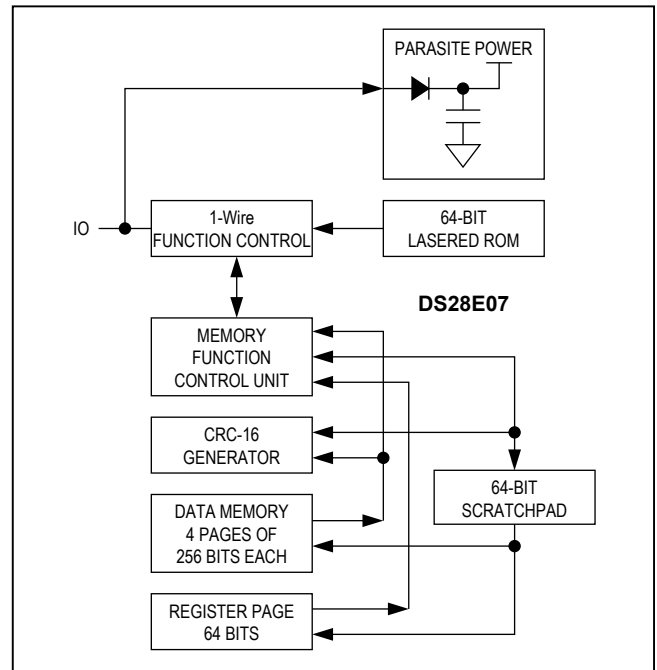 PARASITE POWER
IO
1-Wire
FUNCTION CONTROL
64-BIT
LASERED ROM
DS28E07
MEMORY
FUNCTION
CONTROL UNIT
CRC-16
GENERATOR
64-BIT
SCRATCHPAD
DATA MEMORY
4 PAGES OF
256 BITS EACH
REGISTER PAGE
64 BITS